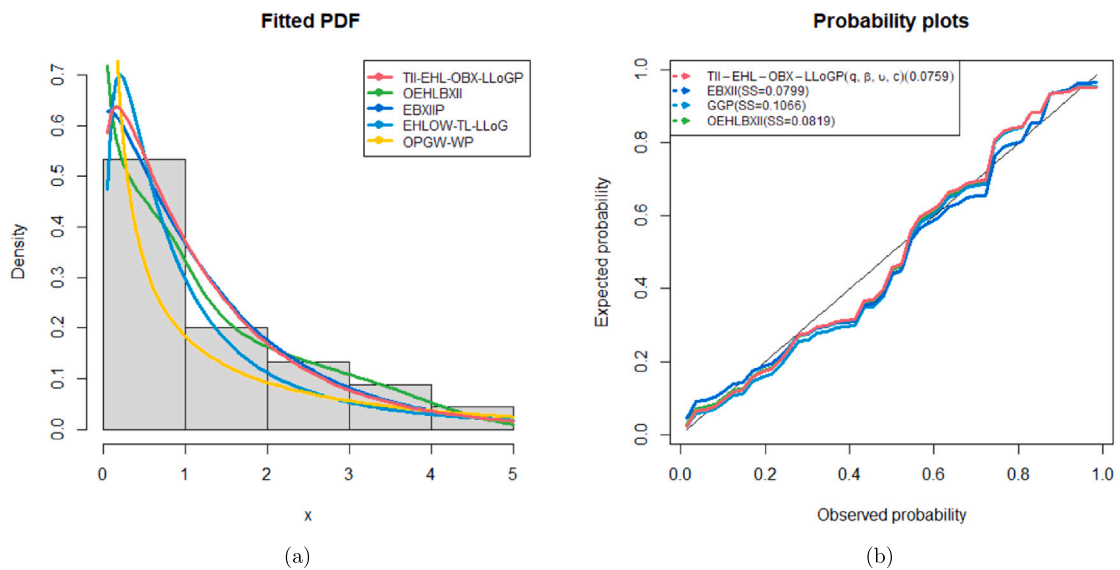 Fitted PDF
TII-EHL-OBX-LLoGP
OEHLBXII
EBXIIP
EHLOW-TL-LLoG
OPGW-WP
Density
0.0
0.1
0.2
0.3
0.4
0.5
0.6
0.7
0
1
2
3
4
5
x
(a)
Probability plots
TII−EHL−OBX−LLoGP(q, β, υ, c)(0.0759)
EBXII(SS=0.0799)
GGP(SS=0.1066)
OEHLBXII(SS=0.0819)
Expected probability
0.0
0.2
0.4
0.6
0.8
1.0
0.0
0.2
0.4
0.6
0.8
1.0
Observed probability
(b)